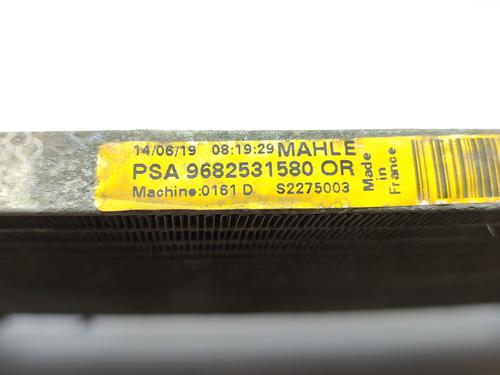 14/06/19 08:19:29 MAHLE
PSA 9682531580 OR
Machine:0161 D S2275003
Made
in
France